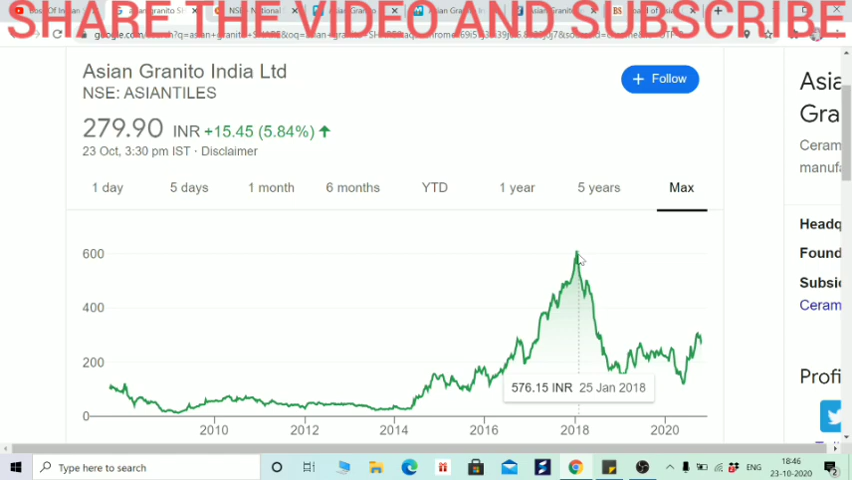 SHARE THE VIDEO AND SUBSCRIBE
Asian Granito India Ltd
NSE: ASIANTILES
+ Follow
279.90 INR +15.45 (5.84%) ↑
23 Oct, 3:30 pm IST · Disclaimer
1 day 5 days 1 month 6 months YTD 1 year 5 years Max
600
400
200
0
576.15 INR 25 Jan 2018
2010 2012 2014 2016 2018 2020
Asia
Gra
Ceram
manufa
Headq
Found
Subsi
Ceram
Profi
Type here to search
ENG
18:46
23-10-2020
2